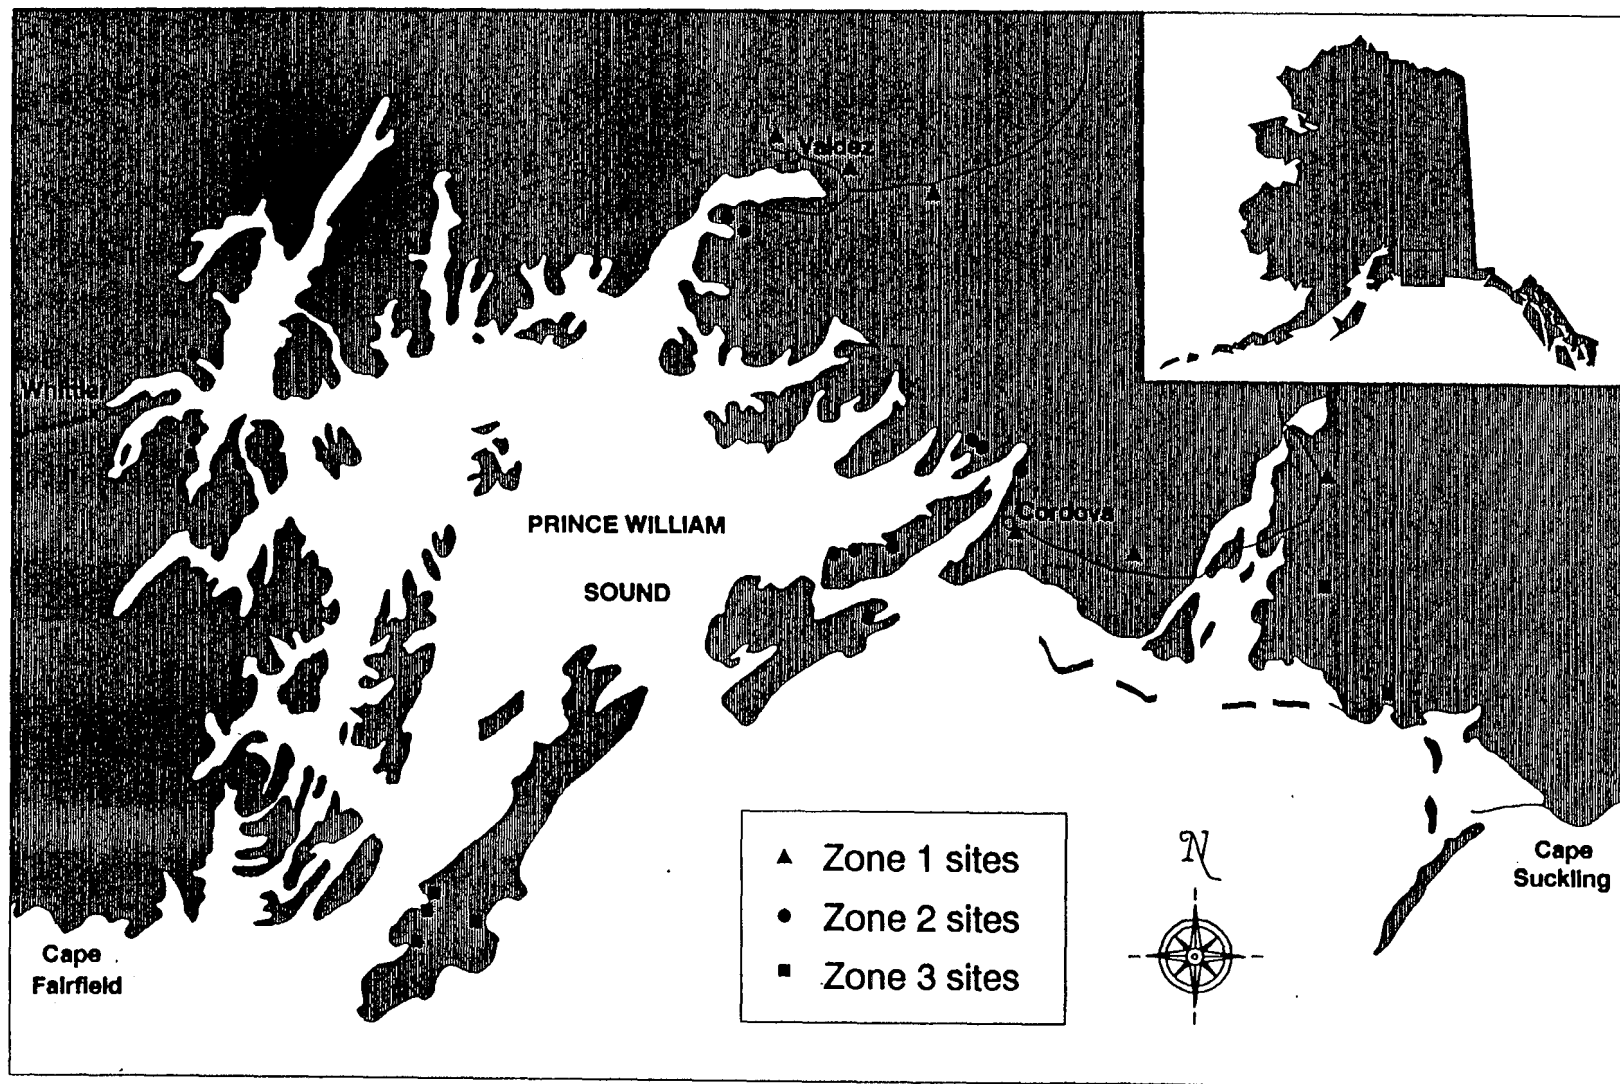 Valdez
Whittier
Cordova
PRINCE WILLIAM
SOUND
Zone 1 sites
Zone 2 sites
Zone 3 sites
N
Cape
Suckling
Cape
Fairfield